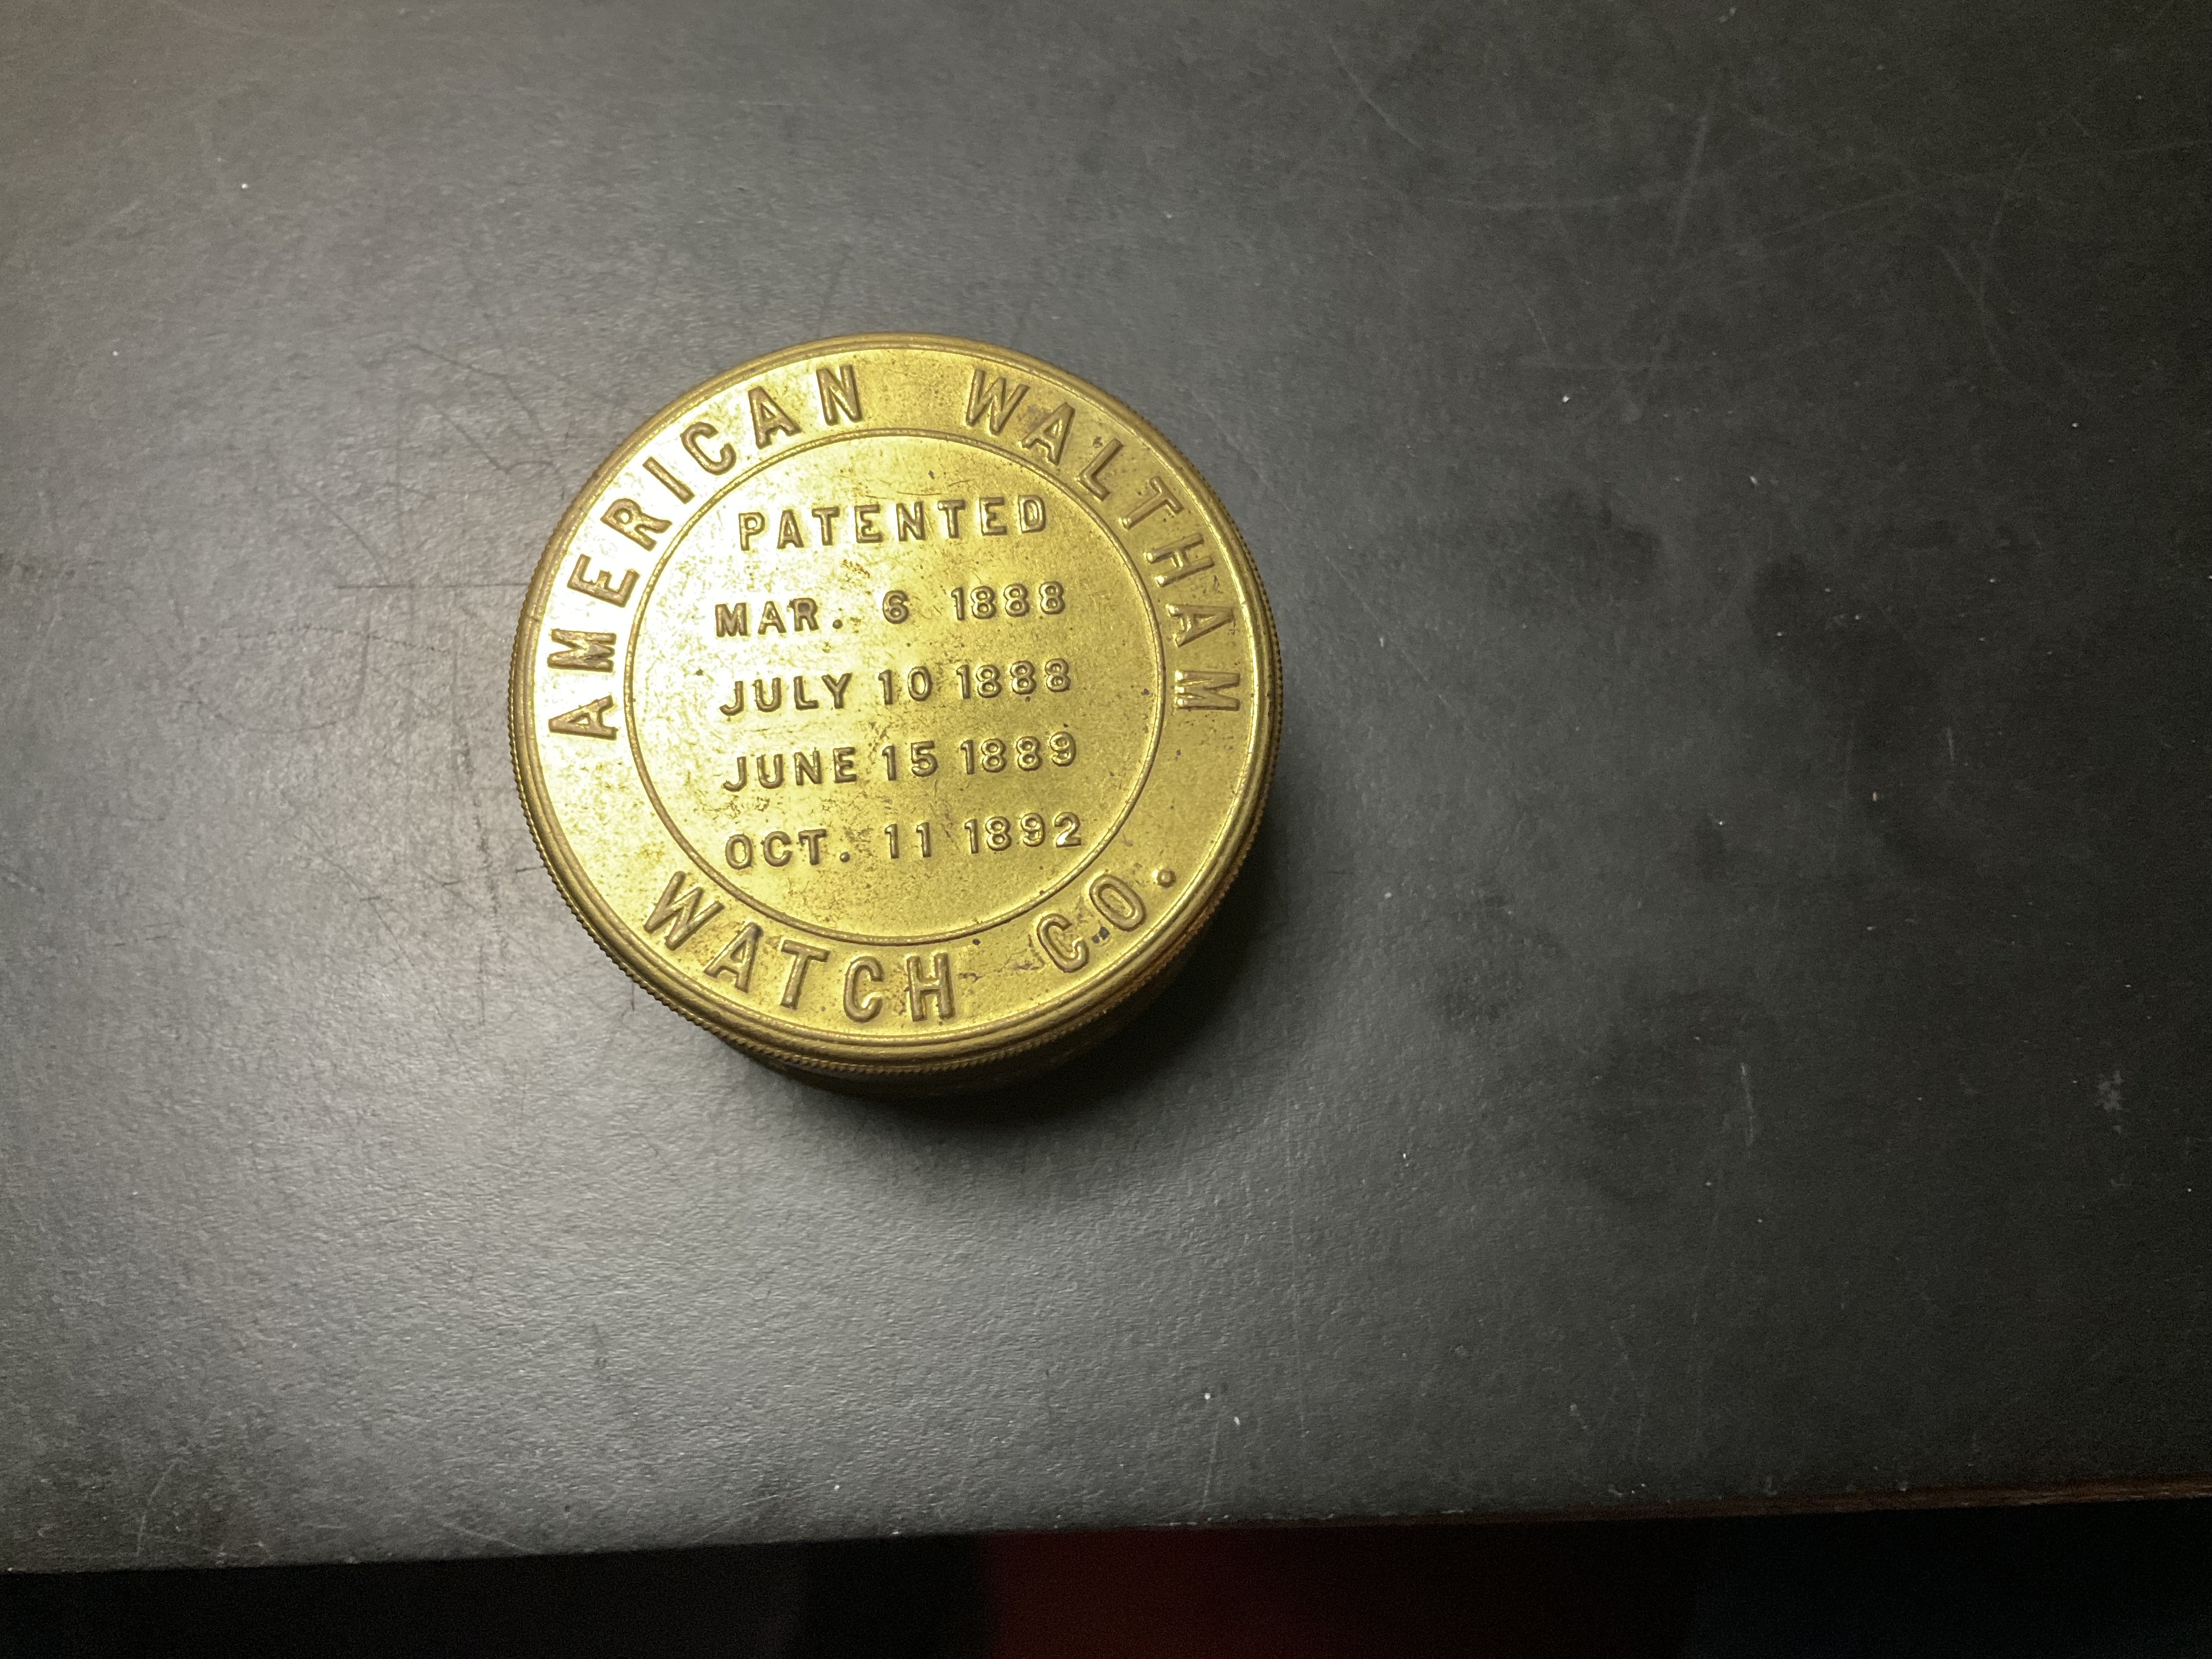 AMERICAN WALTHAM
PATENTED
MAR. 6 1888
JULY 10 1888
JUNE 15 1889
OCT. 11 1892
WATCH CO.